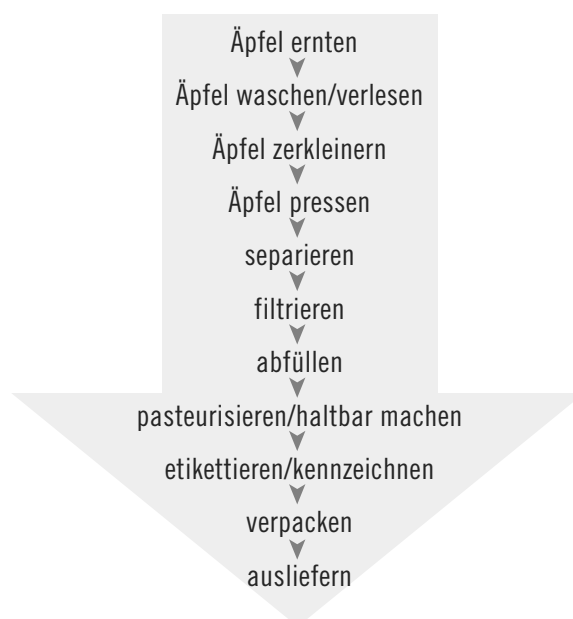 Äpfel ernten
Äpfel waschen/verlesen
Äpfel zerkleinern
Äpfel pressen
separieren
filtrieren
abfüllen
pasteurisieren/haltbar machen
etikettieren/kennzeichnen
verpacken
ausliefern